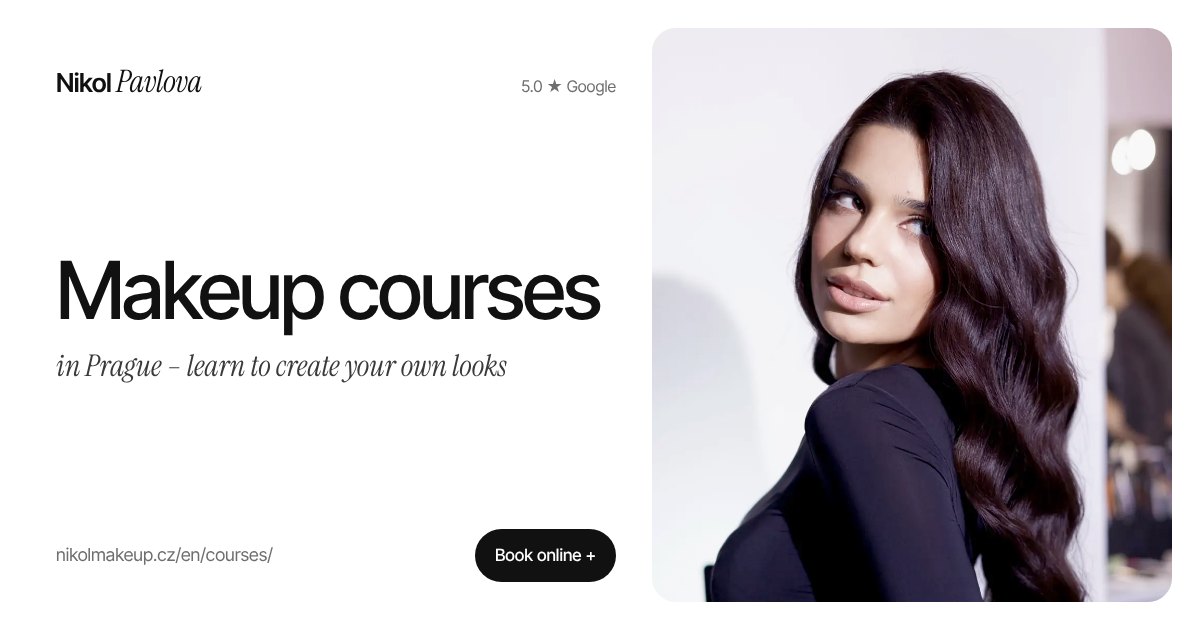 Nikol Pavlova
5.0 ★ Google
Makeup courses
in Prague – learn to create your own looks
nikolmakeup.cz/en/courses/
Book online +